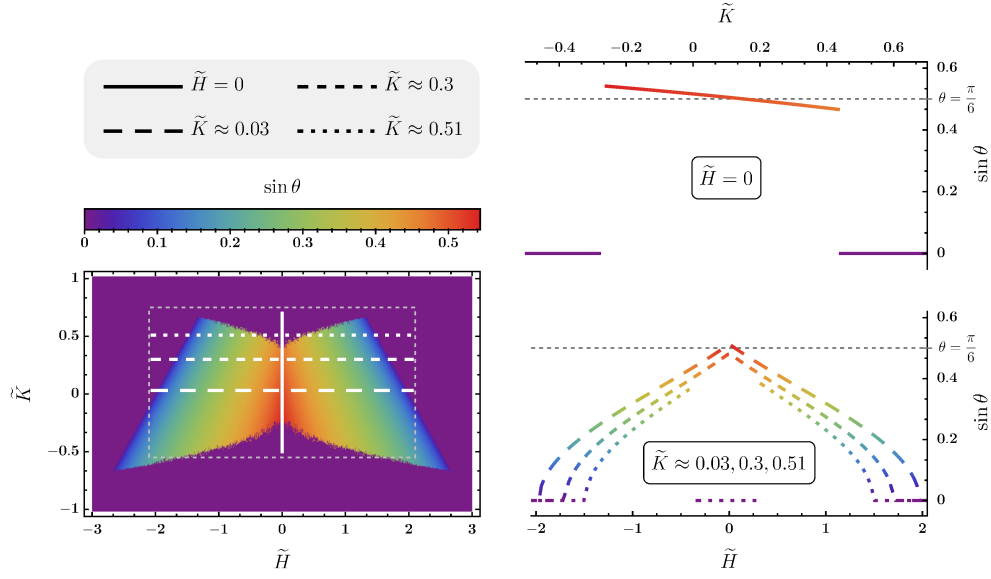 H̃ = 0
K̃ ≈ 0.3
K̃ ≈ 0.03
K̃ ≈ 0.51
sin θ
0 0.1 0.2 0.3 0.4 0.5
1
0.5
0
−0.5
−1
K̃
−3 −2 −1 0 1 2 3
H̃
K̃
−0.4 −0.2 0 0.2 0.4 0.6
0.6
θ = π/6
0.4
0.2
0
sin θ
H̃ = 0
0.6
θ = π/6
0.4
0.2
0
sin θ
K̃ ≈ 0.03, 0.3, 0.51
−2 −1 0 1 2
H̃